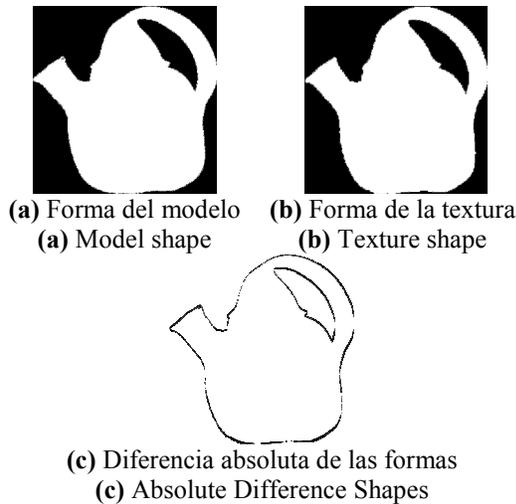 (a) Forma del modelo
(a) Model shape
(b) Forma de la textura
(b) Texture shape
(c) Diferencia absoluta de las formas
(c) Absolute Difference Shapes